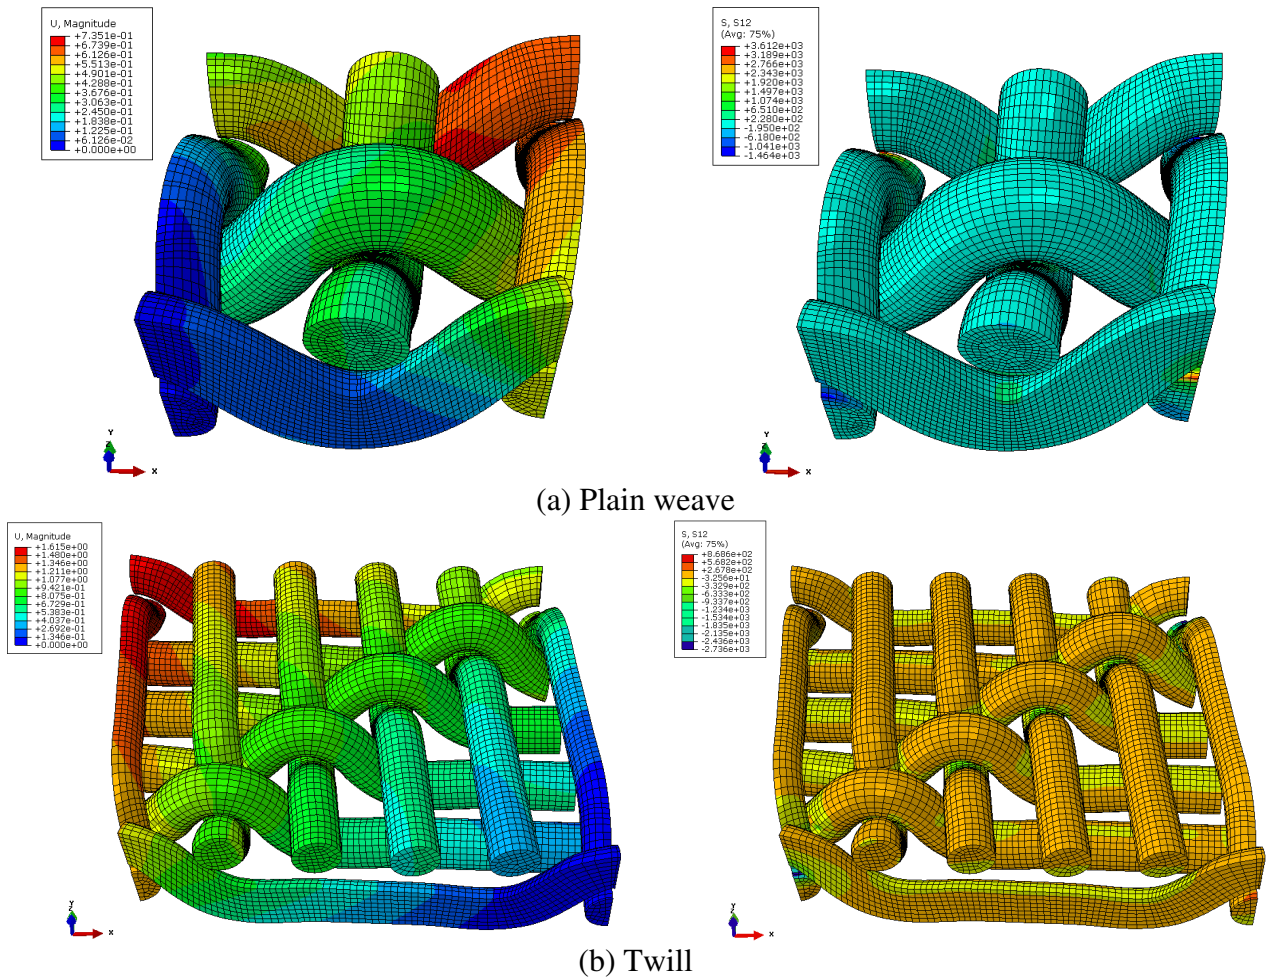 U, Magnitude
+7.351e-01
+6.739e-01
+6.126e-01
+5.513e-01
+4.901e-01
+4.288e-01
+3.676e-01
+3.063e-01
+2.450e-01
+1.838e-01
+1.225e-01
+6.126e-02
+0.000e+00
Y
Z
X
S, S12
(Avg: 75%)
+3.612e+03
+3.189e+03
+2.766e+03
+2.343e+03
+1.920e+03
+1.497e+03
+1.074e+03
+6.510e+02
+2.280e+02
-1.950e+02
-6.180e+02
-1.041e+03
-1.464e+03
Y
Z
X
(a) Plain weave
U, Magnitude
+1.615e+00
+1.480e+00
+1.346e+00
+1.211e+00
+1.077e+00
+9.421e-01
+8.075e-01
+6.729e-01
+5.383e-01
+4.037e-01
+2.692e-01
+1.346e-01
+0.000e+00
Y
Z
X
S, S12
(Avg: 75%)
+8.686e+02
+5.682e+02
+2.678e+02
-3.256e+01
-3.329e+02
-6.333e+02
-9.337e+02
-1.234e+03
-1.534e+03
-1.835e+03
-2.135e+03
-2.436e+03
-2.736e+03
Y
Z
X
(b) Twill